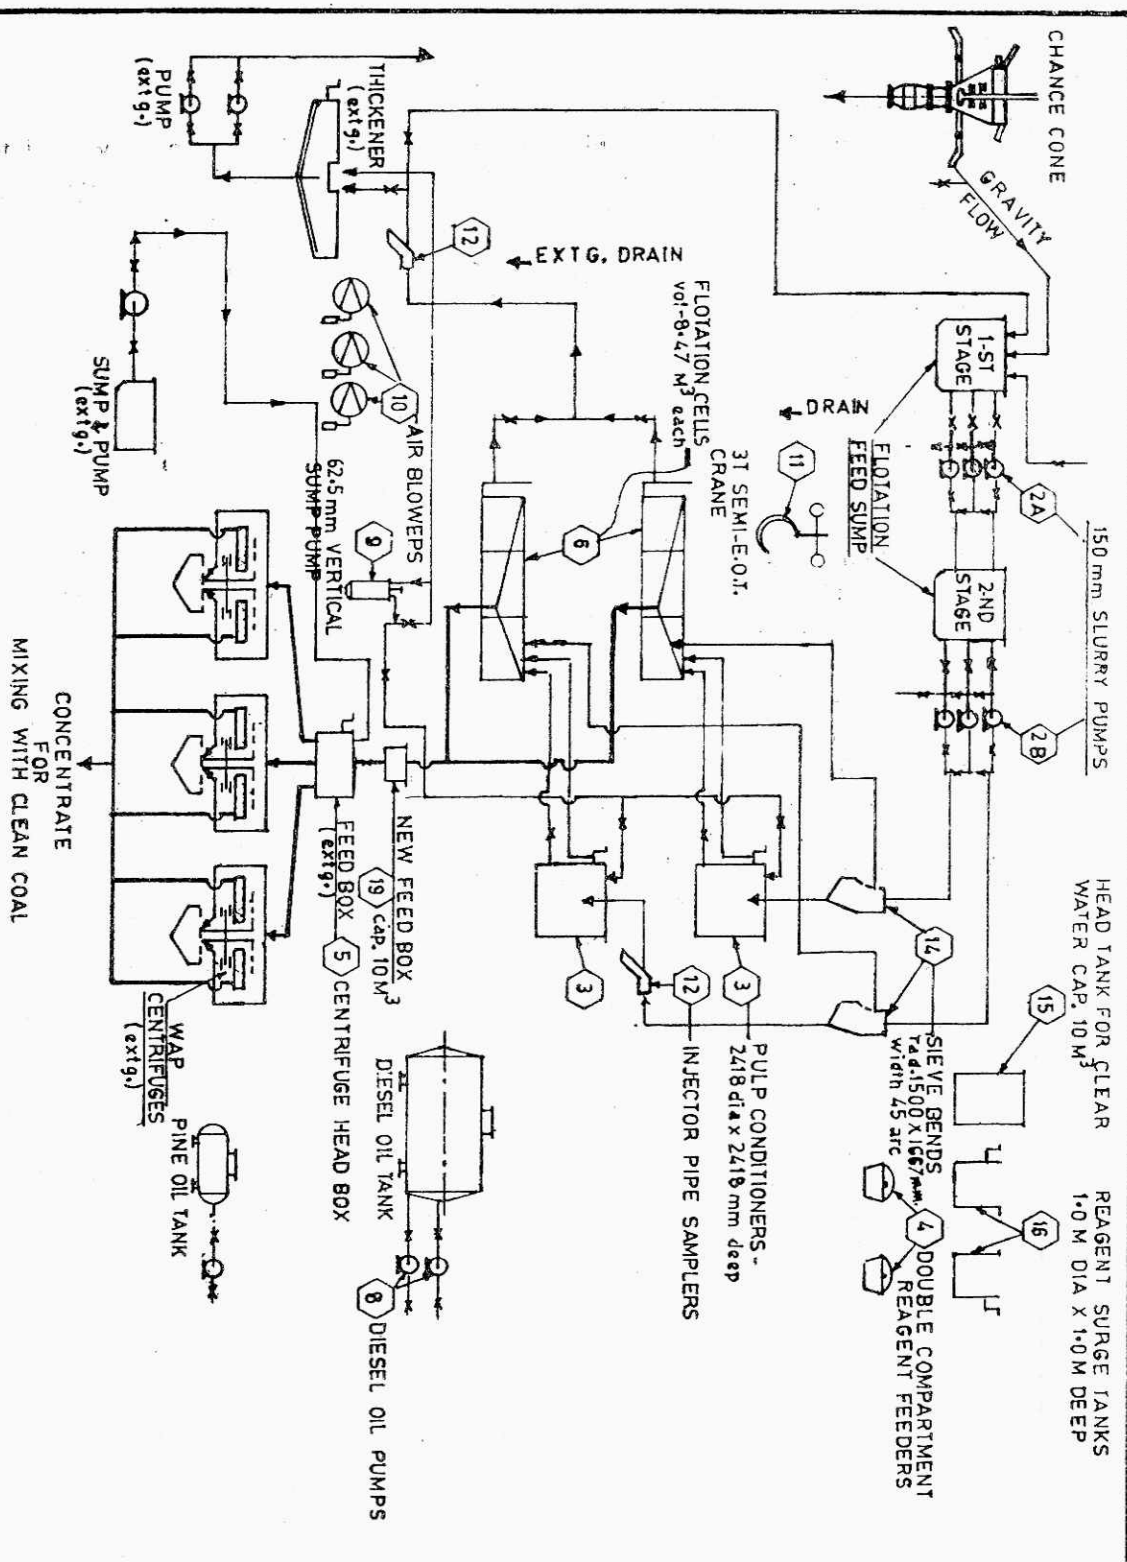 CHANCE CONE
GRAVITY
FLOW
1-ST
STAGE
2-ND
STAGE
FLOTATION
FEED SUMP
2A
2B
150 mm SLURRY PUMPS
HEAD TANK FOR CLEAR
WATER CAP. 10 M³
15
REAGENT SURGE TANKS
1·0 M DIA X 1·0 M DEEP
16
14
SIEVE BENDS
rad.1500 X 1667 mm.
width 45 arc
4
DOUBLE COMPARTMENT
REAGENT FEEDERS
DRAIN
11
3T SEMI-E.O.T.
CRANE
FLOTATION CELLS
vol-8·47 M³ each
6
EXTG. DRAIN
12
THICKENER
(extg.)
PUMP
(extg.)
SUMP & PUMP
(extg.)
10
AIR BLOWEPS
62.5 mm VERTICAL
SUMP PUMP
9
3
3
PULP CONDITIONERS-
2418 dia x 2418 mm deep
12
INJECTOR PIPE SAMPLERS
NEW FEED BOX
19
Cap. 10 M³
FEED BOX
(extg.)
5
CENTRIFUGE HEAD BOX
DIESEL OIL TANK
8
DIESEL OIL PUMPS
PINE OIL TANK
WAP
CENTRIFUGES
(extg.)
CONCENTRATE
FOR
MIXING WITH CLEAN COAL